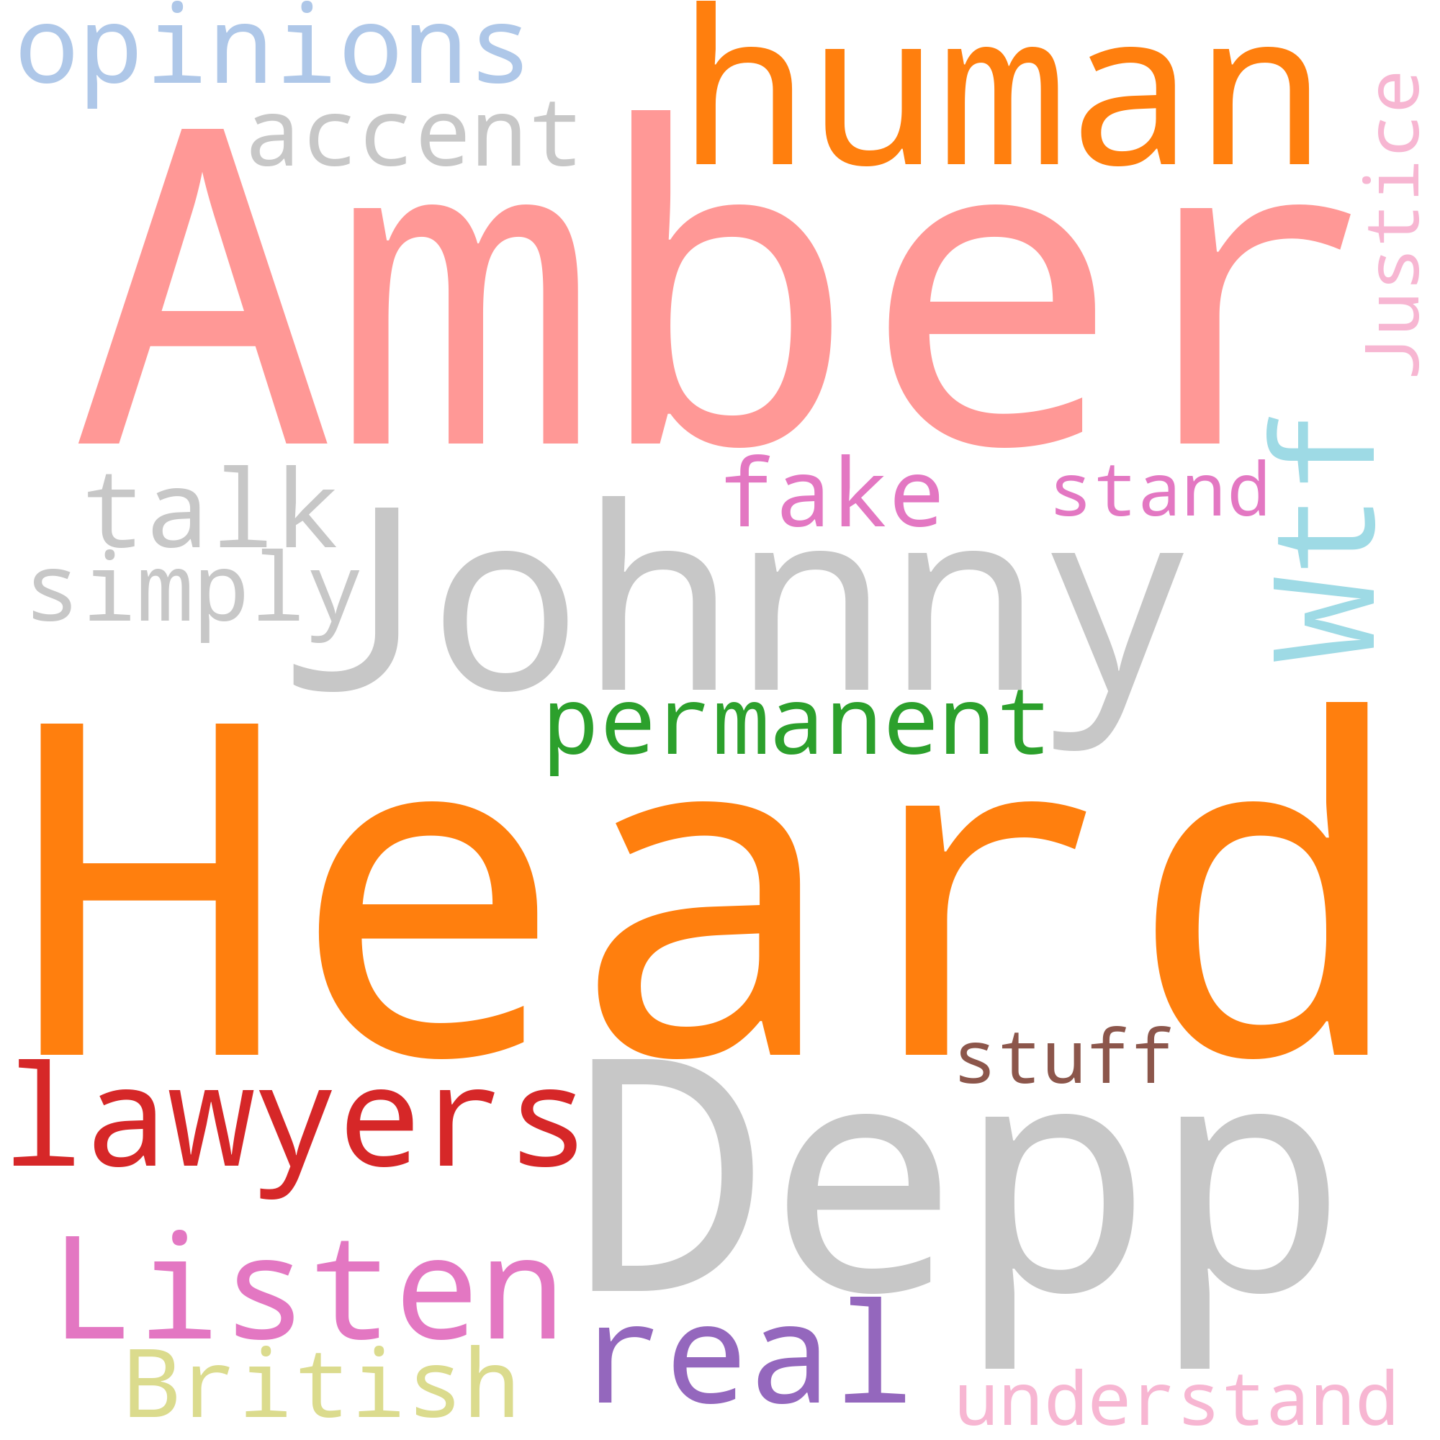 opinions
human
accent
Justice
Amber
Wtf
talk
fake
stand
simply
Johnny
permanent
Heard
stuff
lawyers
Depp
Listen
real
British
understand